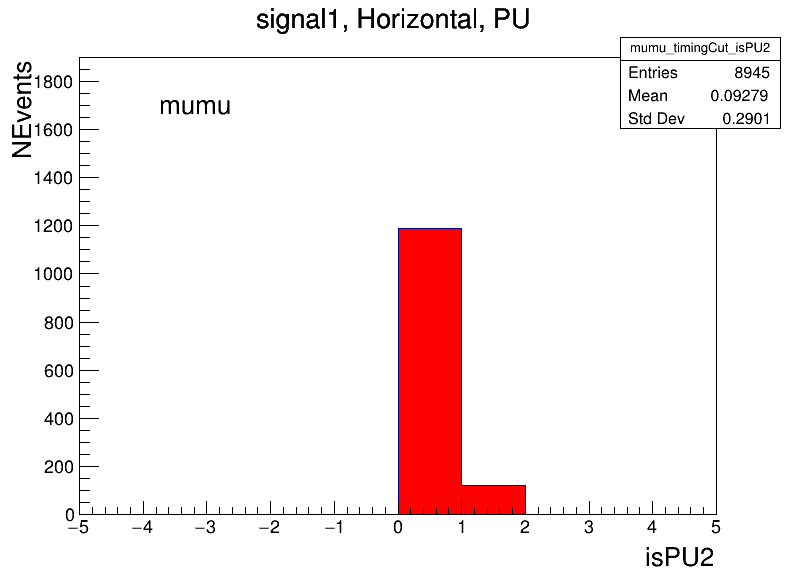 signal1, Horizontal, PU
mumu_timingCut_isPU2
Entries 8945
Mean 0.09279
Std Dev 0.2901
NEvents
mumu
1800
1600
1400
1200
1000
800
600
400
200
0
−5 −4 −3 −2 −1 0 1 2 3 4 5
isPU2